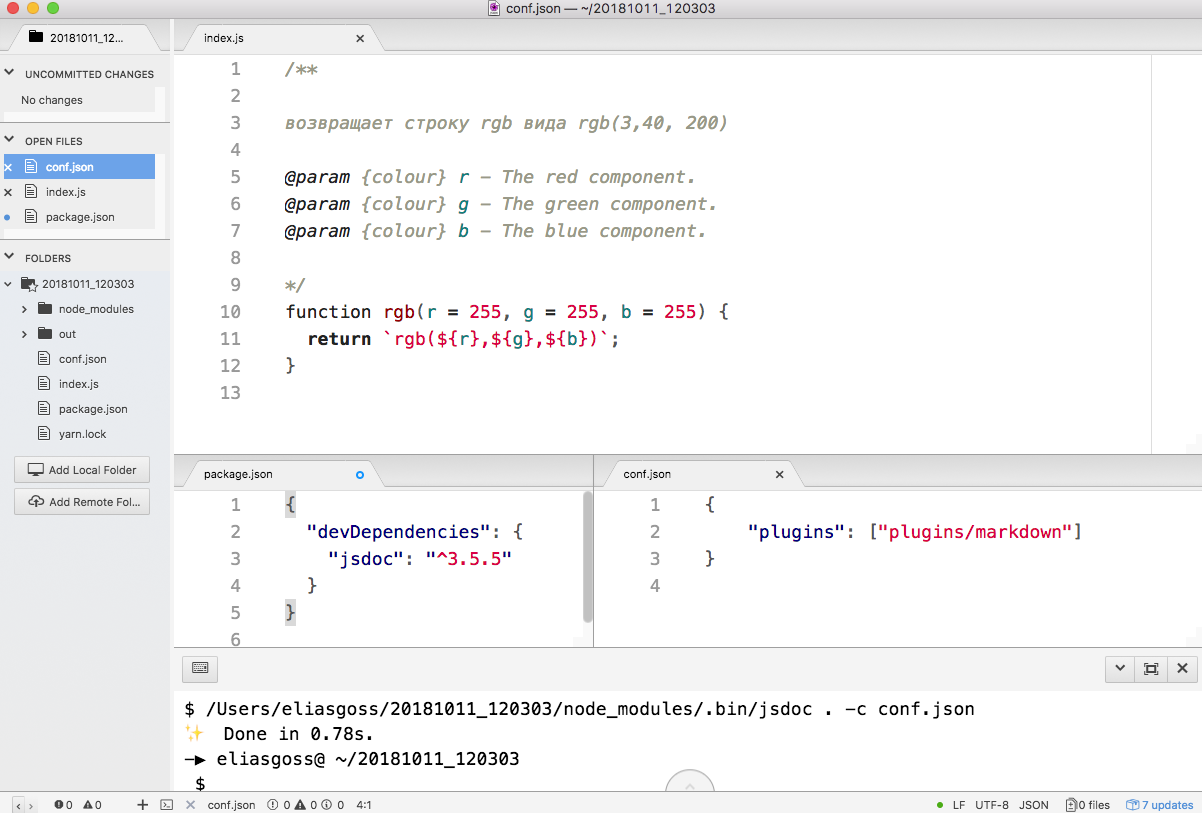 conf.json — ~/20181011_120303
20181011_12...
UNCOMMITTED CHANGES
No changes
OPEN FILES
conf.json
index.js
package.json
FOLDERS
20181011_120303
node_modules
out
conf.json
index.js
package.json
yarn.lock
Add Local Folder
Add Remote Fol...
index.js
1 /**
2
3 возвращает строку rgb вида rgb(3,40, 200)
4
5 @param {colour} r - The red component.
6 @param {colour} g - The green component.
7 @param {colour} b - The blue component.
8
9 */
10 function rgb(r = 255, g = 255, b = 255) {
11   return `rgb(${r},${g},${b})`;
12 }
13
package.json
1 {
2   "devDependencies": {
3     "jsdoc": "^3.5.5"
4   }
5 }
6
conf.json
1 {
2     "plugins": ["plugins/markdown"]
3 }
4
$ /Users/eliasgoss/20181011_120303/node_modules/.bin/jsdoc . -c conf.json
✨ Done in 0.78s.
—▶ eliasgoss@ ~/20181011_120303
$
0 0 conf.json 0 0 0 4:1 LF UTF-8 JSON 0 files 7 updates